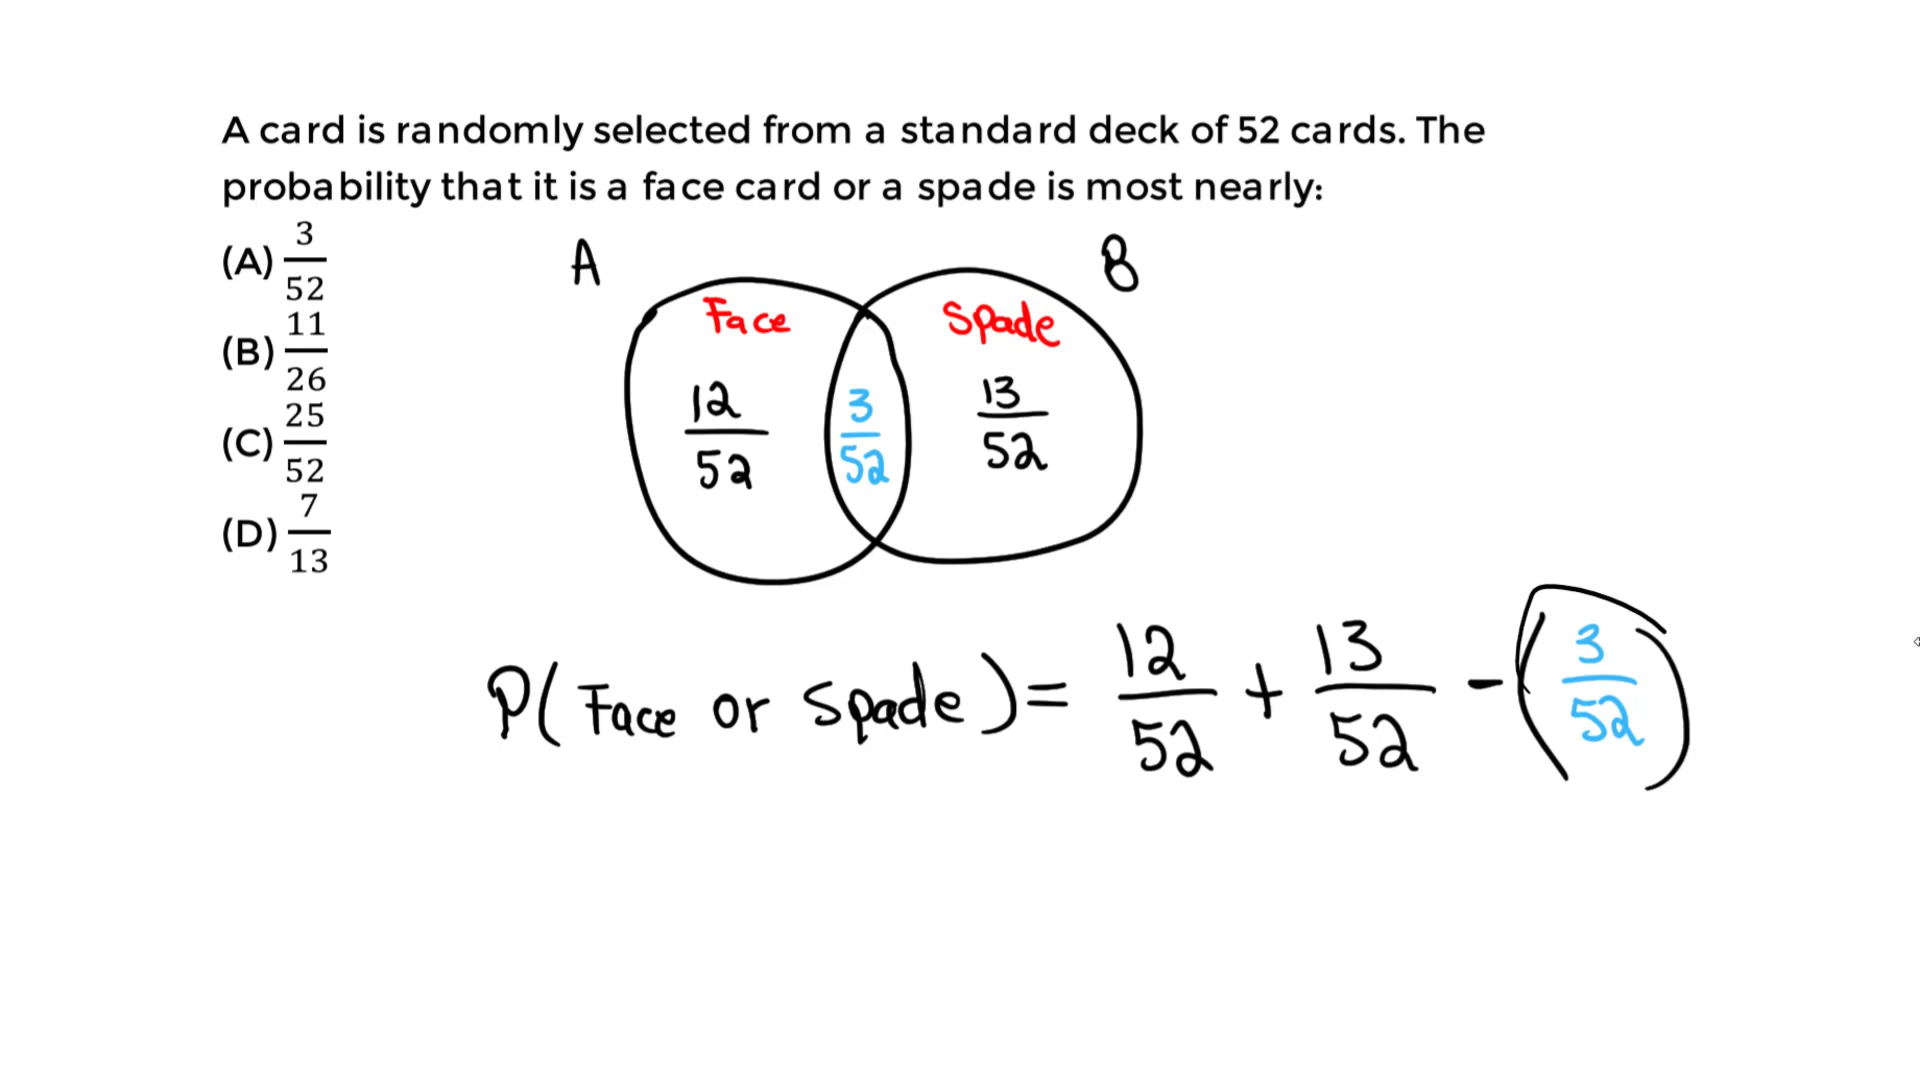 A card is randomly selected from a standard deck of 52 cards. The
probability that it is a face card or a spade is most nearly:
(A) 3/52
(B) 11/26
(C) 25/52
(D) 7/13
A B
Face Spade
12/52 3/52 13/52
P(Face or Spade) = 12/52 + 13/52 - (3/52)